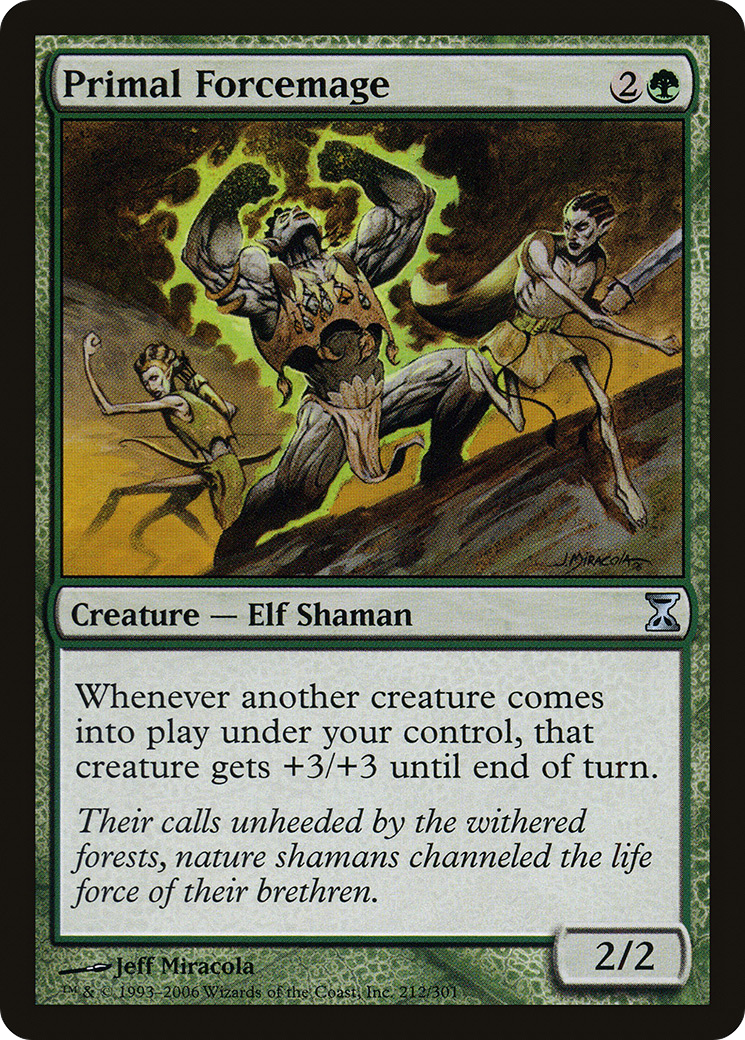 Primal Forcemage 2
J. MIRACOLA
Creature — Elf Shaman
Whenever another creature comes
into play under your control, that
creature gets +3/+3 until end of turn.
Their calls unheeded by the withered
forests, nature shamans channeled the life
force of their brethren.
2/2
Jeff Miracola
™ & © 1993–2006 Wizards of the Coast, Inc. 212/301